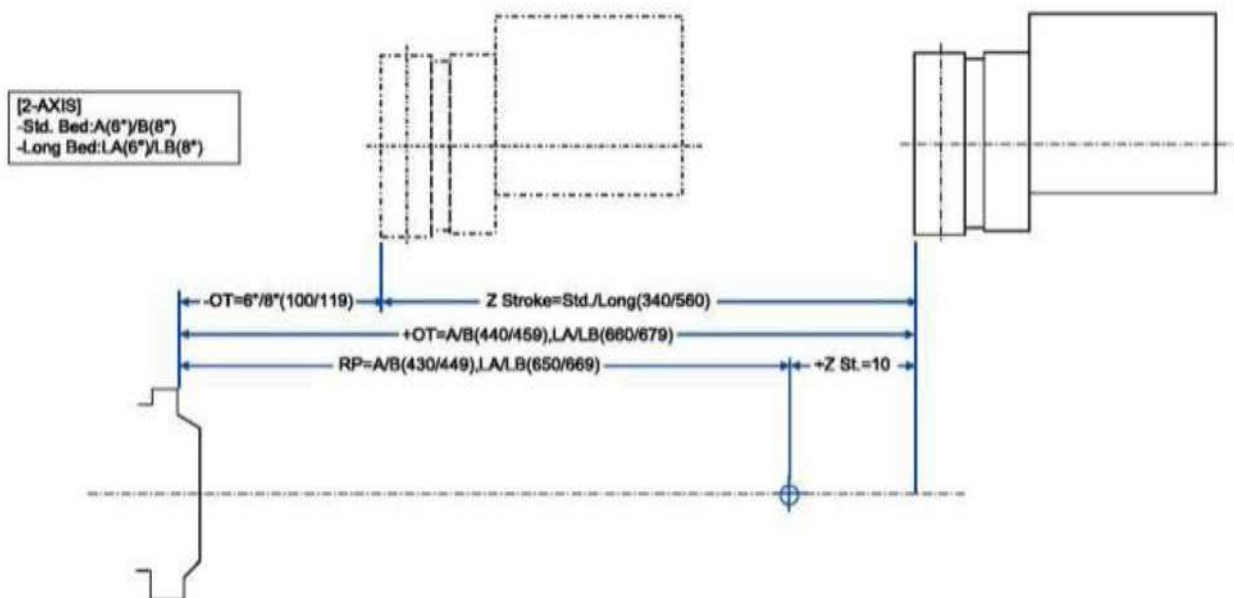 [2-AXIS]
-Std. Bed:A(6")/B(8")
-Long Bed:LA(6")/LB(8")
-OT=6"/8"(100/119)
Z Stroke=Std./Long(340/560)
+OT=A/B(440/459),LA/LB(660/679)
RP=A/B(430/449),LA/LB(650/669)
+Z St.=10